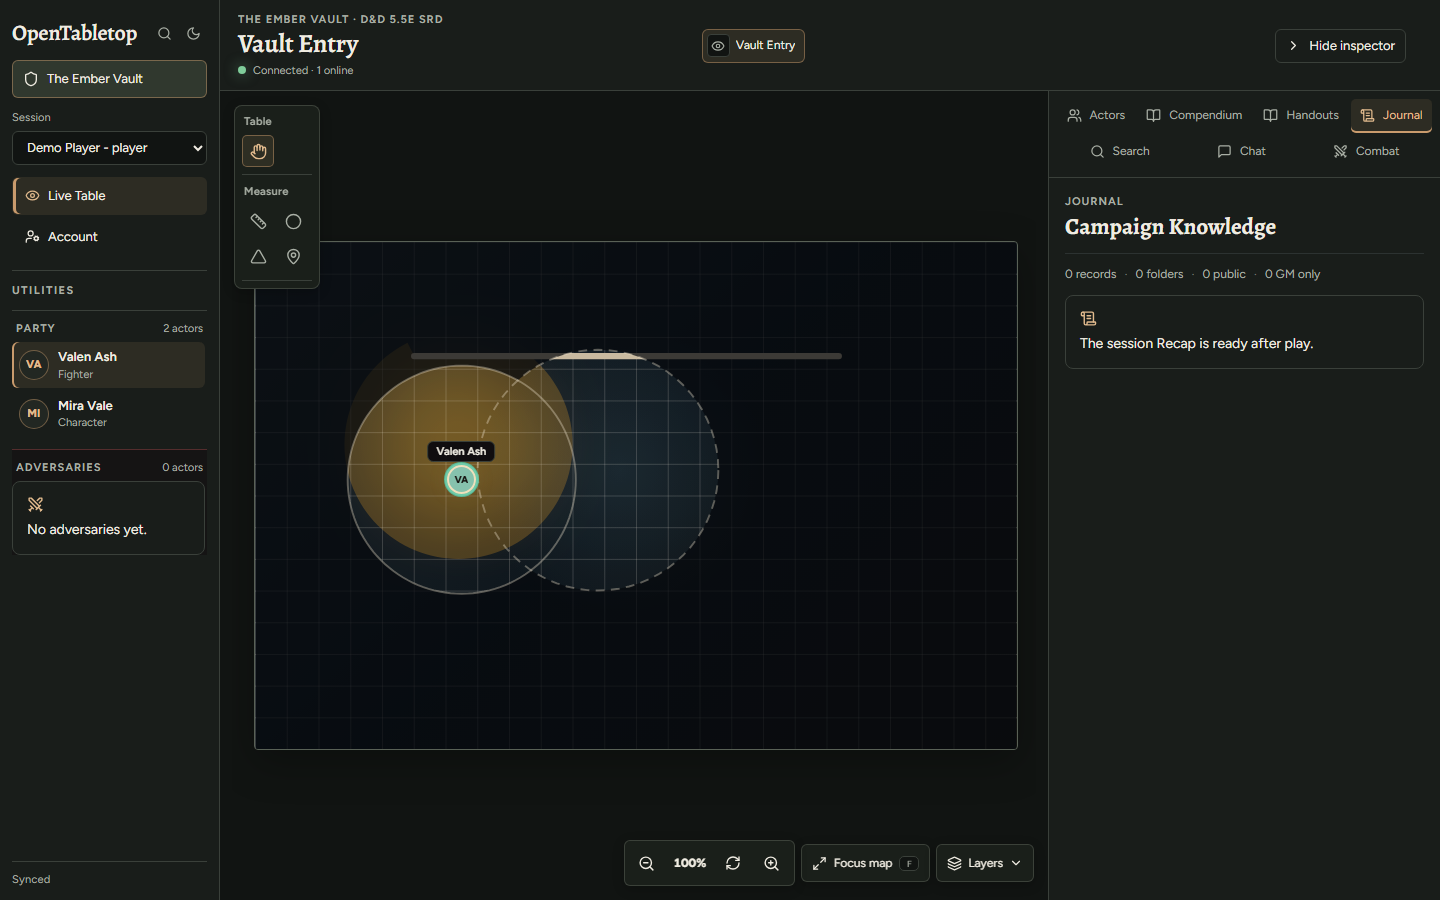 OpenTabletop
The Ember Vault
Session
Demo Player - player
Live Table
Account
UTILITIES
PARTY
2 actors
VA
Valen Ash
Fighter
MI
Mira Vale
Character
ADVERSARIES
0 actors
No adversaries yet.
Synced
THE EMBER VAULT · D&D 5.5E SRD
Vault Entry
Connected · 1 online
Vault Entry
Hide inspector
Table
Measure
Valen Ash
VA
100%
Focus map
F
Layers
Actors
Compendium
Handouts
Journal
Search
Chat
Combat
JOURNAL
Campaign Knowledge
0 records · 0 folders · 0 public · 0 GM only
The session Recap is ready after play.